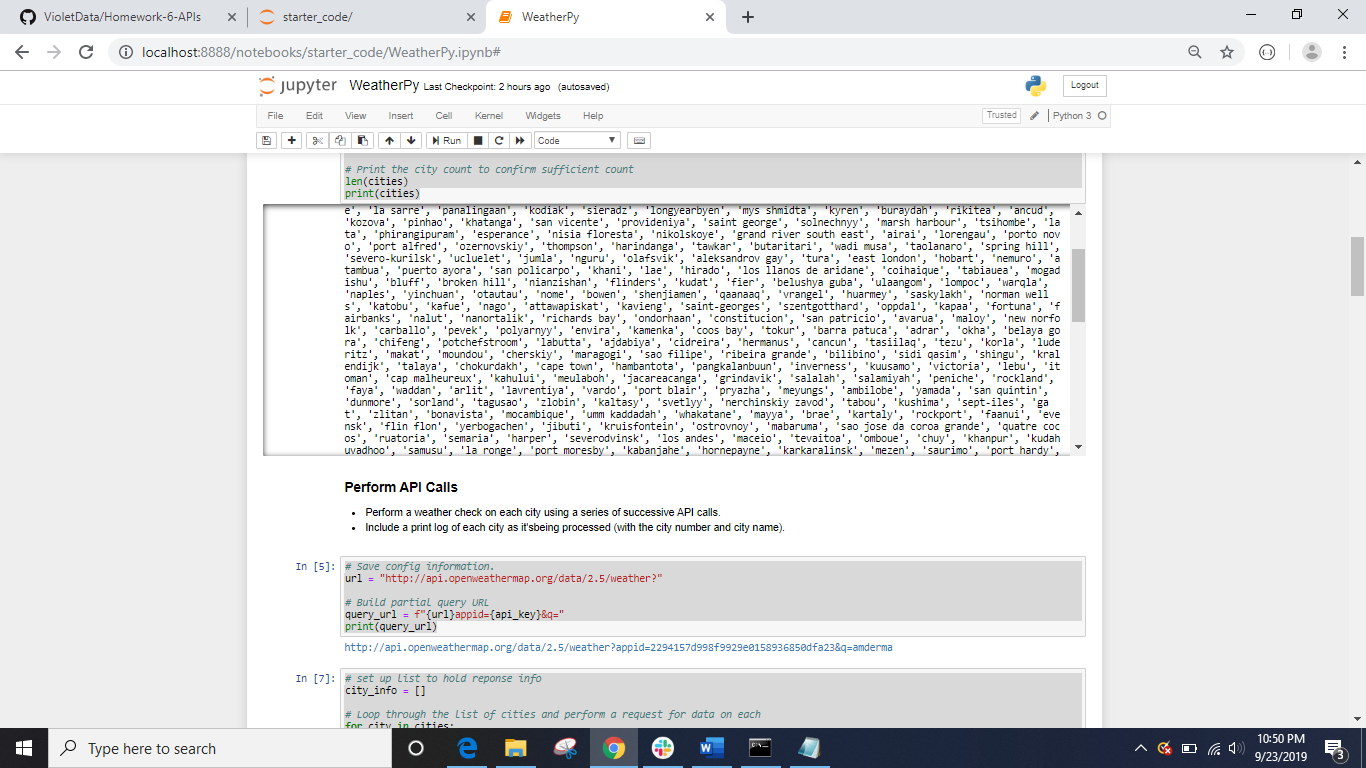 VioletData/Homework-6-APIs
starter_code/
WeatherPy
localhost:8888/notebooks/starter_code/WeatherPy.ipynb#
jupyter WeatherPy Last Checkpoint: 2 hours ago (autosaved)
Logout
File Edit View Insert Cell Kernel Widgets Help
Trusted
Python 3
Run
Code
# Print the city count to confirm sufficient count
len(cities)
print(cities)
e', 'la sarre', 'panalingaan', 'kodiak', 'sieradz', 'longyearbyen', 'mys shmidta', 'kyren', 'buraydah', 'rikitea', 'ancud',
'kozova', 'pinhao', 'khatanga', 'san vicente', 'provideniya', 'saint george', 'solnechnyy', 'marsh harbour', 'tsihombe', 'la
ta', 'phirangipuram', 'esperance', 'nisia floresta', 'nikolskoye', 'grand river south east', 'airai', 'lorengau', 'porto nov
o', 'port alfred', 'ozernovskiy', 'thompson', 'harindanga', 'tawkar', 'butaritari', 'wadi musa', 'taolanaro', 'spring hill',
'severo-kurilsk', 'ucluelet', 'jumla', 'nguru', 'olafsvik', 'aleksandrov gay', 'tura', 'east london', 'hobart', 'nemuro', 'a
tambua', 'puerto ayora', 'san policarpo', 'khani', 'lae', 'hirado', 'los llanos de aridane', 'coihaique', 'tabiauea', 'mogad
ishu', 'bluff', 'broken hill', 'nianzishan', 'flinders', 'kudat', 'fier', 'belushya guba', 'ulaangom', 'lompoc', 'warqla',
'naples', 'yinchuan', 'otautau', 'nome', 'bowen', 'shenjiamen', 'qaanaaq', 'vrangel', 'huarmey', 'saskylakh', 'norman well
s', 'katobu', 'kafue', 'nago', 'attawapiskat', 'kavieng', 'saint-georges', 'szentgotthard', 'oppdal', 'kapaa', 'fortuna', 'f
airbanks', 'nalut', 'nanortalik', 'richards bay', 'ondorhaan', 'constitucion', 'san patricio', 'avarua', 'maloy', 'new norfo
lk', 'carballo', 'pevek', 'polyarnyy', 'envira', 'kamenka', 'coos bay', 'tokur', 'barra patuca', 'adrar', 'okha', 'belaya go
ra', 'chifeng', 'potchefstroom', 'labutta', 'ajdabiya', 'cidreira', 'hermanus', 'cancun', 'tasiilaq', 'tezu', 'korla', 'lude
ritz', 'makat', 'moundou', 'cherskiy', 'maragogi', 'sao filipe', 'ribeira grande', 'bilibino', 'sidi qasim', 'shingu', 'kral
endijk', 'talaya', 'chokurdakh', 'cape town', 'hambantota', 'pangkalanbuun', 'inverness', 'kuusamo', 'victoria', 'lebu', 'it
oman', 'cap malheureux', 'kahului', 'meulaboh', 'jacareacanga', 'grindavik', 'salalah', 'salamiyah', 'peniche', 'rockland',
'faya', 'waddan', 'arlit', 'lavrentiya', 'vardo', 'port blair', 'pryazha', 'meyungs', 'ambilobe', 'yamada', 'san quintin',
'dunmore', 'sorland', 'tagusao', 'zlobin', 'kaltasy', 'svetlyy', 'nerchinskiy zavod', 'tabou', 'kushima', 'sept-iles', 'ga
t', 'zlitan', 'bonavista', 'mocambique', 'umm kaddadah', 'whakatane', 'mayya', 'brae', 'kartaly', 'rockport', 'faanui', 'eve
nsk', 'flin flon', 'yerbogachen', 'jibuti', 'kruisfontein', 'ostrovnoy', 'mabaruma', 'sao jose da coroa grande', 'quatre coc
os', 'ruatoria', 'semaria', 'harper', 'severodvinsk', 'los andes', 'maceio', 'tevaitoa', 'omboue', 'chuy', 'khanpur', 'kudah
uvadhoo', 'samusu', 'la ronge', 'port moresby', 'kabanjahe', 'hornepayne', 'karkaralinsk', 'mezen', 'saurimo', 'port hardy',
Perform API Calls
• Perform a weather check on each city using a series of successive API calls.
• Include a print log of each city as it'sbeing processed (with the city number and city name).
In [5]: # Save config information.
url = "http://api.openweathermap.org/data/2.5/weather?"
# Build partial query URL
query_url = f"{url}appid={api_key}&q="
print(query_url)
http://api.openweathermap.org/data/2.5/weather?appid=2294157d998f9929e0158936850dfa23&q=amderma
In [7]: # set up list to hold reponse info
city_info = []
# Loop through the list of cities and perform a request for data on each
for city in cities:
Type here to search
10:50 PM
9/23/2019
3